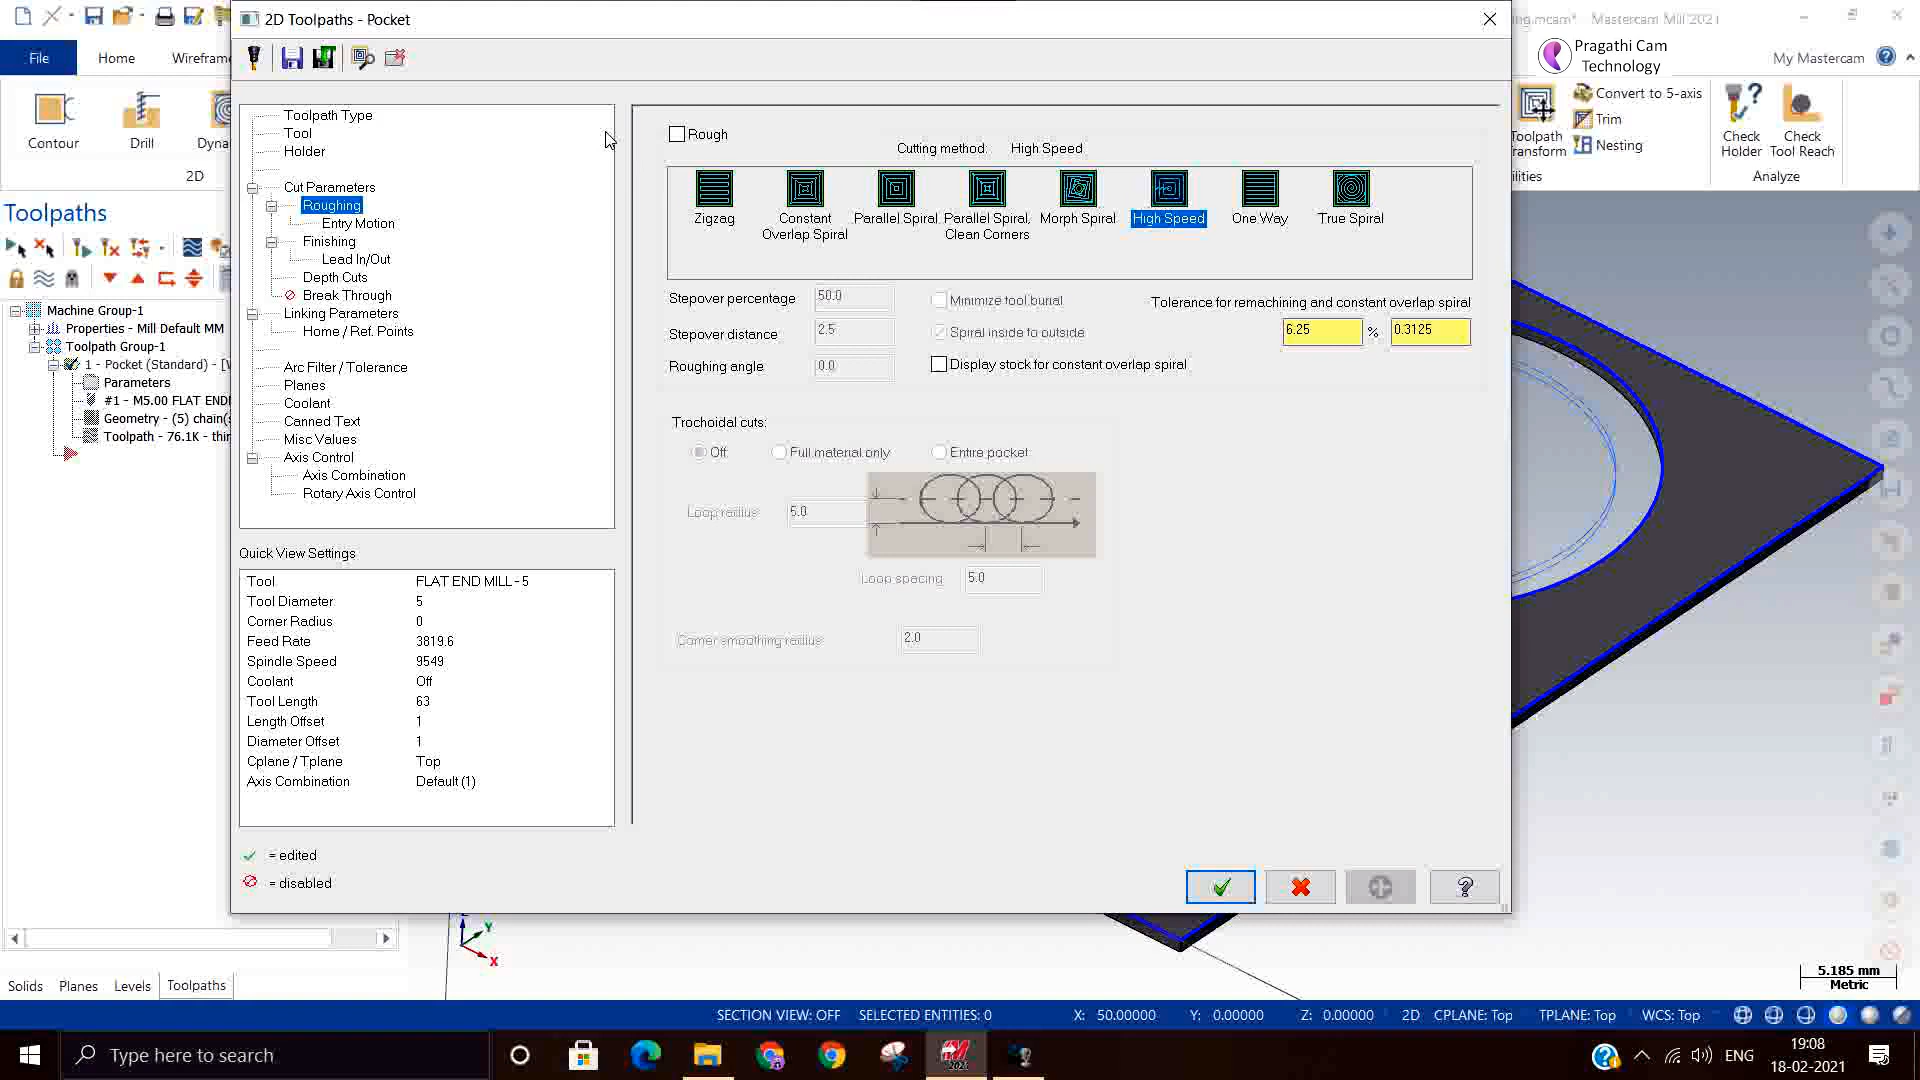 2D Toolpaths - Pocket
ng.mcam* Mastercam Mill 2021
File
Home
Wirefram
Pragathi Cam
Technology
My Mastercam
Contour
Drill
Dyna
2D
Toolpath
ransform
Convert to 5-axis
Trim
Nesting
ilities
Check
Holder
Check
Tool Reach
Analyze
Toolpaths
Machine Group-1
Properties - Mill Default MM
Toolpath Group-1
1 - Pocket (Standard) - [W
Parameters
#1 - M5.00 FLAT END
Geometry - (5) chain(s
Toolpath - 76.1K - thi
Toolpath Type
Tool
Holder
Cut Parameters
Roughing
Entry Motion
Finishing
Lead In/Out
Depth Cuts
Break Through
Linking Parameters
Home / Ref. Points
Arc Filter / Tolerance
Planes
Coolant
Canned Text
Misc Values
Axis Control
Axis Combination
Rotary Axis Control
Quick View Settings
Tool FLAT END MILL - 5
Tool Diameter 5
Corner Radius 0
Feed Rate 3819.6
Spindle Speed 9549
Coolant Off
Tool Length 63
Length Offset 1
Diameter Offset 1
Cplane / Tplane Top
Axis Combination Default (1)
= edited
= disabled
Rough
Cutting method: High Speed
Zigzag
Constant
Overlap Spiral
Parallel Spiral
Parallel Spiral,
Clean Corners
Morph Spiral
High Speed
One Way
True Spiral
Stepover percentage 50.0
Minimize tool burial
Tolerance for remachining and constant overlap spiral
Stepover distance 2.5
Spiral inside to outside
6.25 % 0.3125
Roughing angle 0.0
Display stock for constant overlap spiral
Trochoidal cuts:
Off Full material only Entire pocket
Loop radius 5.0
Loop spacing 5.0
Corner smoothing radius 2.0
Y
X
Solids Planes Levels Toolpaths
5.185 mm
Metric
SECTION VIEW: OFF SELECTED ENTITIES: 0 X: 50.00000 Y: 0.00000 Z: 0.00000 2D CPLANE: Top TPLANE: Top WCS: Top
Type here to search
2021
ENG
19:08
18-02-2021